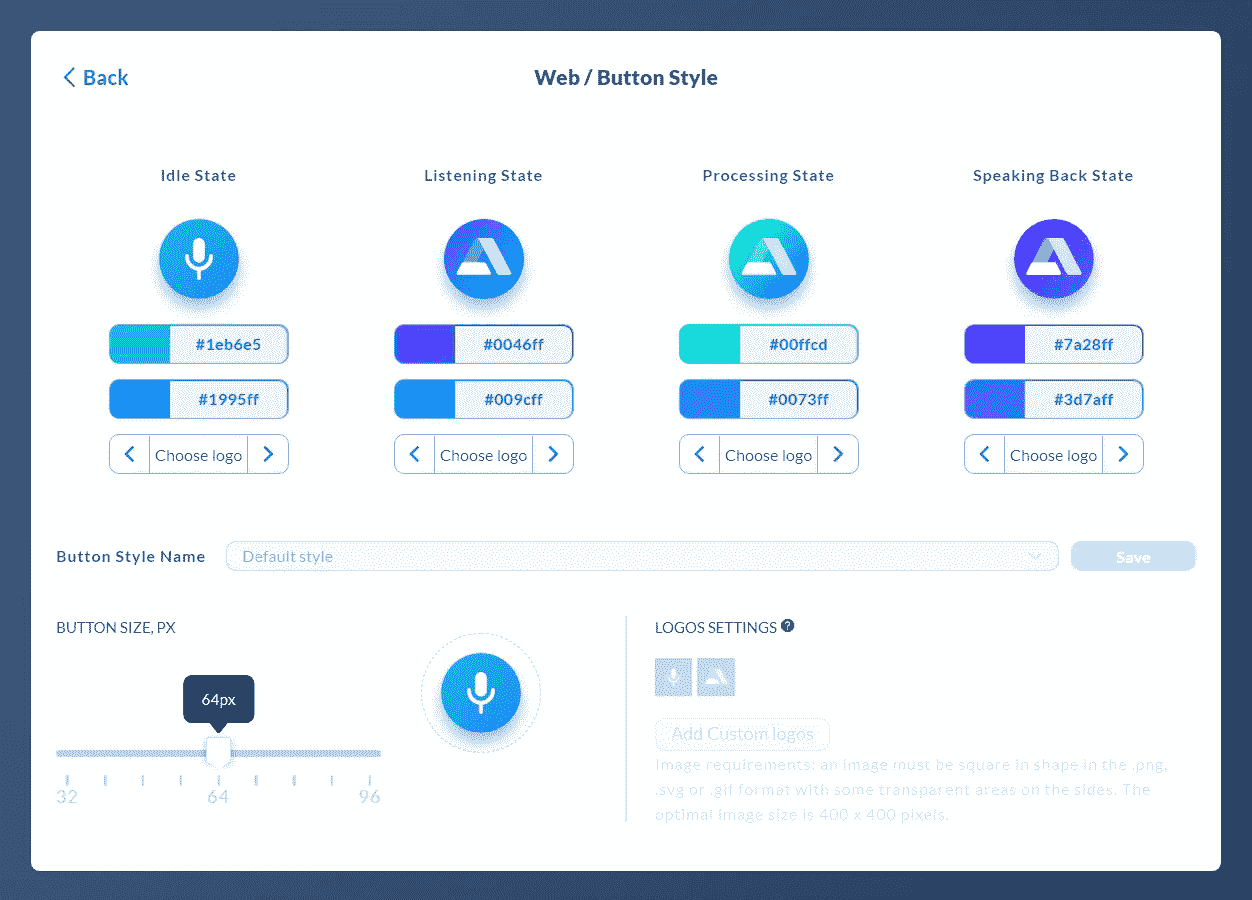 Back
Web / Button Style
Idle State
Listening State
Processing State
Speaking Back State
#1eb6e5
#0046ff
#00ffcd
#7a28ff
#1995ff
#009cff
#0073ff
#3d7aff
Choose logo
Choose logo
Choose logo
Choose logo
Button Style Name
Default style
Save
BUTTON SIZE, PX
64px
32
64
96
LOGOS SETTINGS ?
Add Custom logos
Image requirements: an image must be square in shape in the .png,
.svg or .gif format with some transparent areas on the sides. The
optimal image size is 400 x 400 pixels.